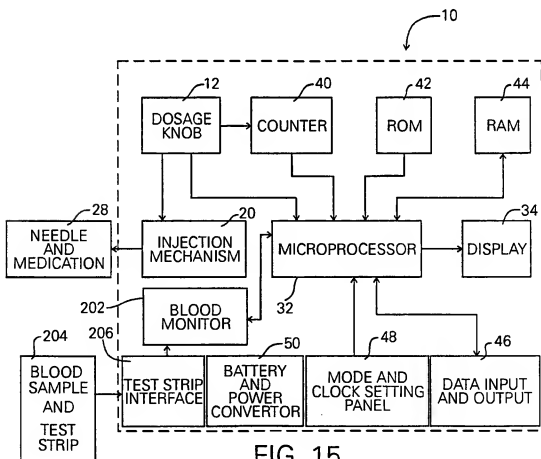 10
12
40
42
44
DOSAGE
KNOB
COUNTER
ROM
RAM
28
20
34
NEEDLE
AND
MEDICATION
INJECTION
MECHANISM
MICROPROCESSOR
DISPLAY
202
32
BLOOD
MONITOR
204
206
50
48
46
BLOOD
SAMPLE
AND
TEST
STRIP
TEST STRIP
INTERFACE
BATTERY
AND
POWER
CONVERTOR
MODE AND
CLOCK SETTING
PANEL
DATA INPUT
AND OUTPUT
FIG. 15